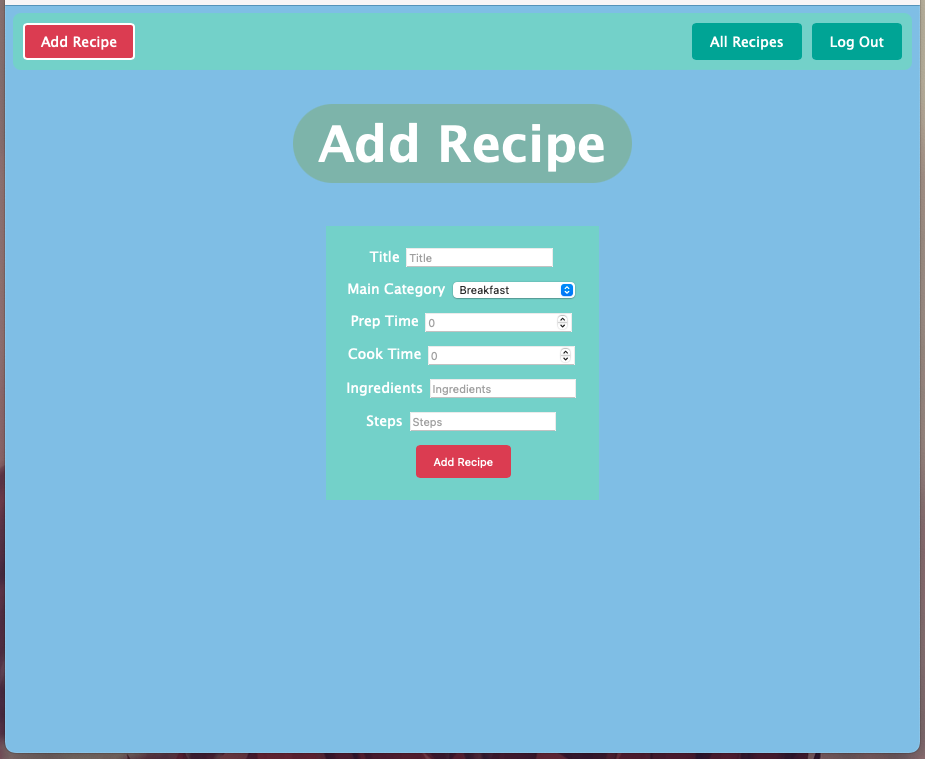 Add Recipe All Recipes Log Out
Add Recipe
Title Title
Main Category Breakfast
Prep Time 0
Cook Time 0
Ingredients Ingredients
Steps Steps
Add Recipe